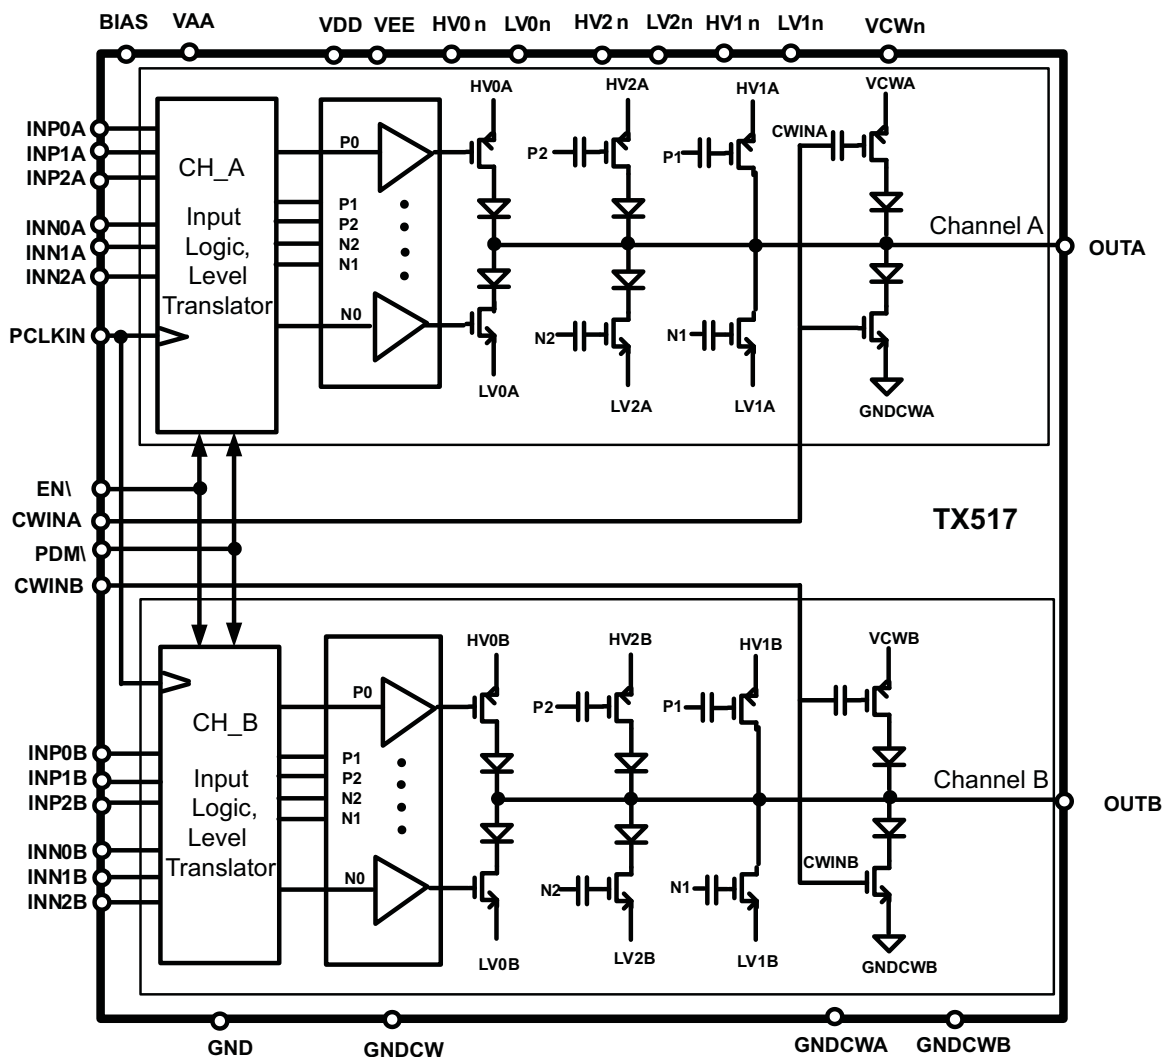 BIAS VAA VDD VEE HV0 n LV0n HV2 n LV2n HV1 n LV1n VCWn
INP0A
INP1A
INP2A
INN0A
INN1A
INN2A
PCLKIN
CH_A
Input
Logic,
Level
Translator
P0
P1
P2
N2
N1
N0
HV0A
LV0A
HV2A
P2
N2
LV2A
HV1A
P1
N1
LV1A
VCWA
CWINA
GNDCWA
Channel A
OUTA
EN\
CWINA
PDM\
CWINB
TX517
INP0B
INP1B
INP2B
INN0B
INN1B
INN2B
CH_B
Input
Logic,
Level
Translator
P0
P1
P2
N2
N1
N0
HV0B
LV0B
HV2B
P2
N2
LV2B
HV1B
P1
N1
LV1B
VCWB
CWINB
GNDCWB
Channel B
OUTB
GND GNDCW GNDCWA GNDCWB